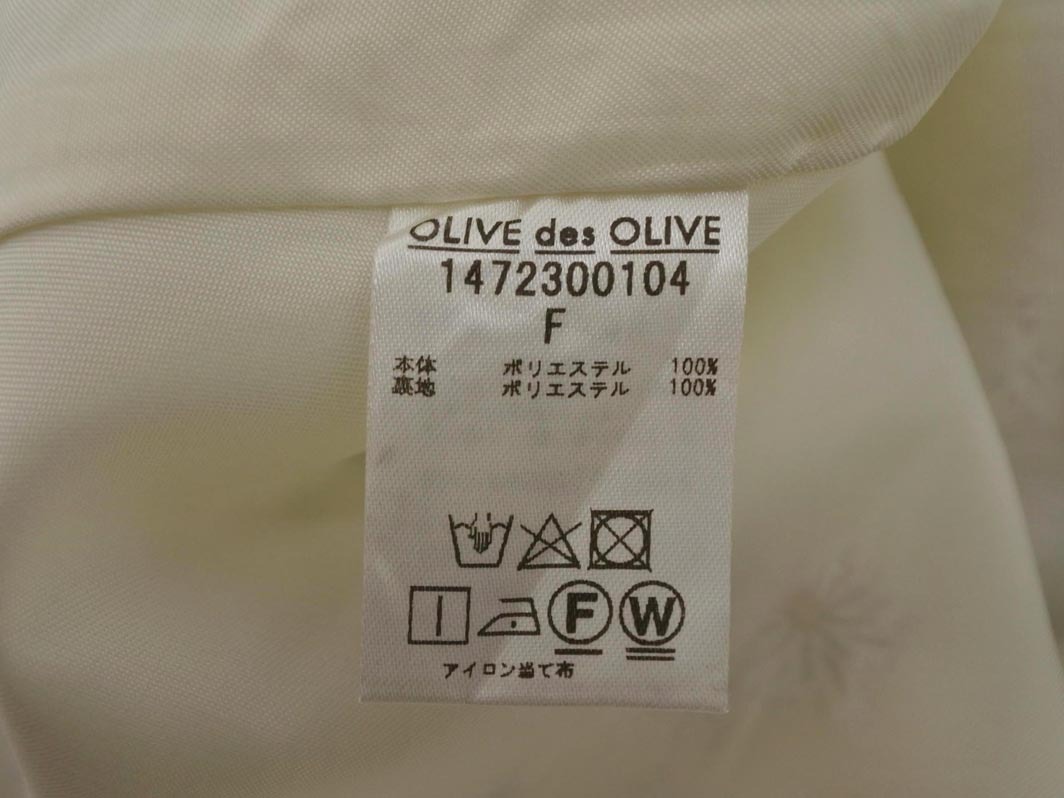 OLIVE des OLIVE
1472300104
F
本体 ポリエステル 100%
裏地 ポリエステル 100%
F W
アイロン当て布